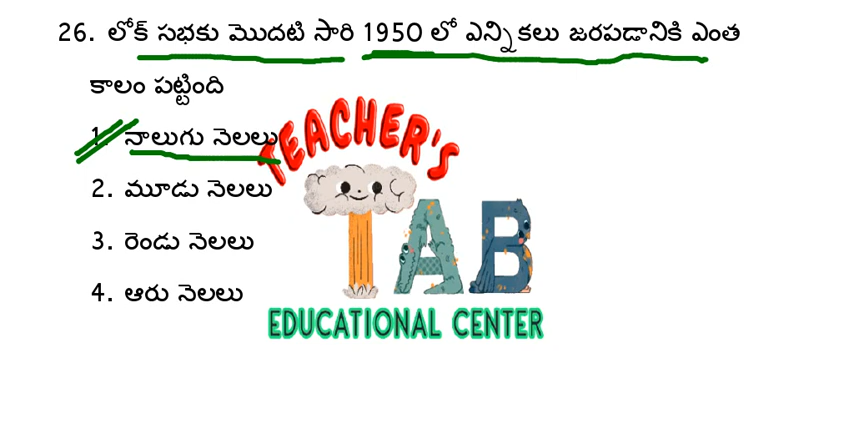 26. లోక్ సభకు మొదటి సారి 1950 లో ఎన్నికలు జరపడానికి ఎంత
కాలం పట్టింది
1. నాలుగు నెలలు
2. మూడు నెలలు
3. రెండు నెలలు
4. ఆరు నెలలు
TEACHER'S
TAB
EDUCATIONAL CENTER